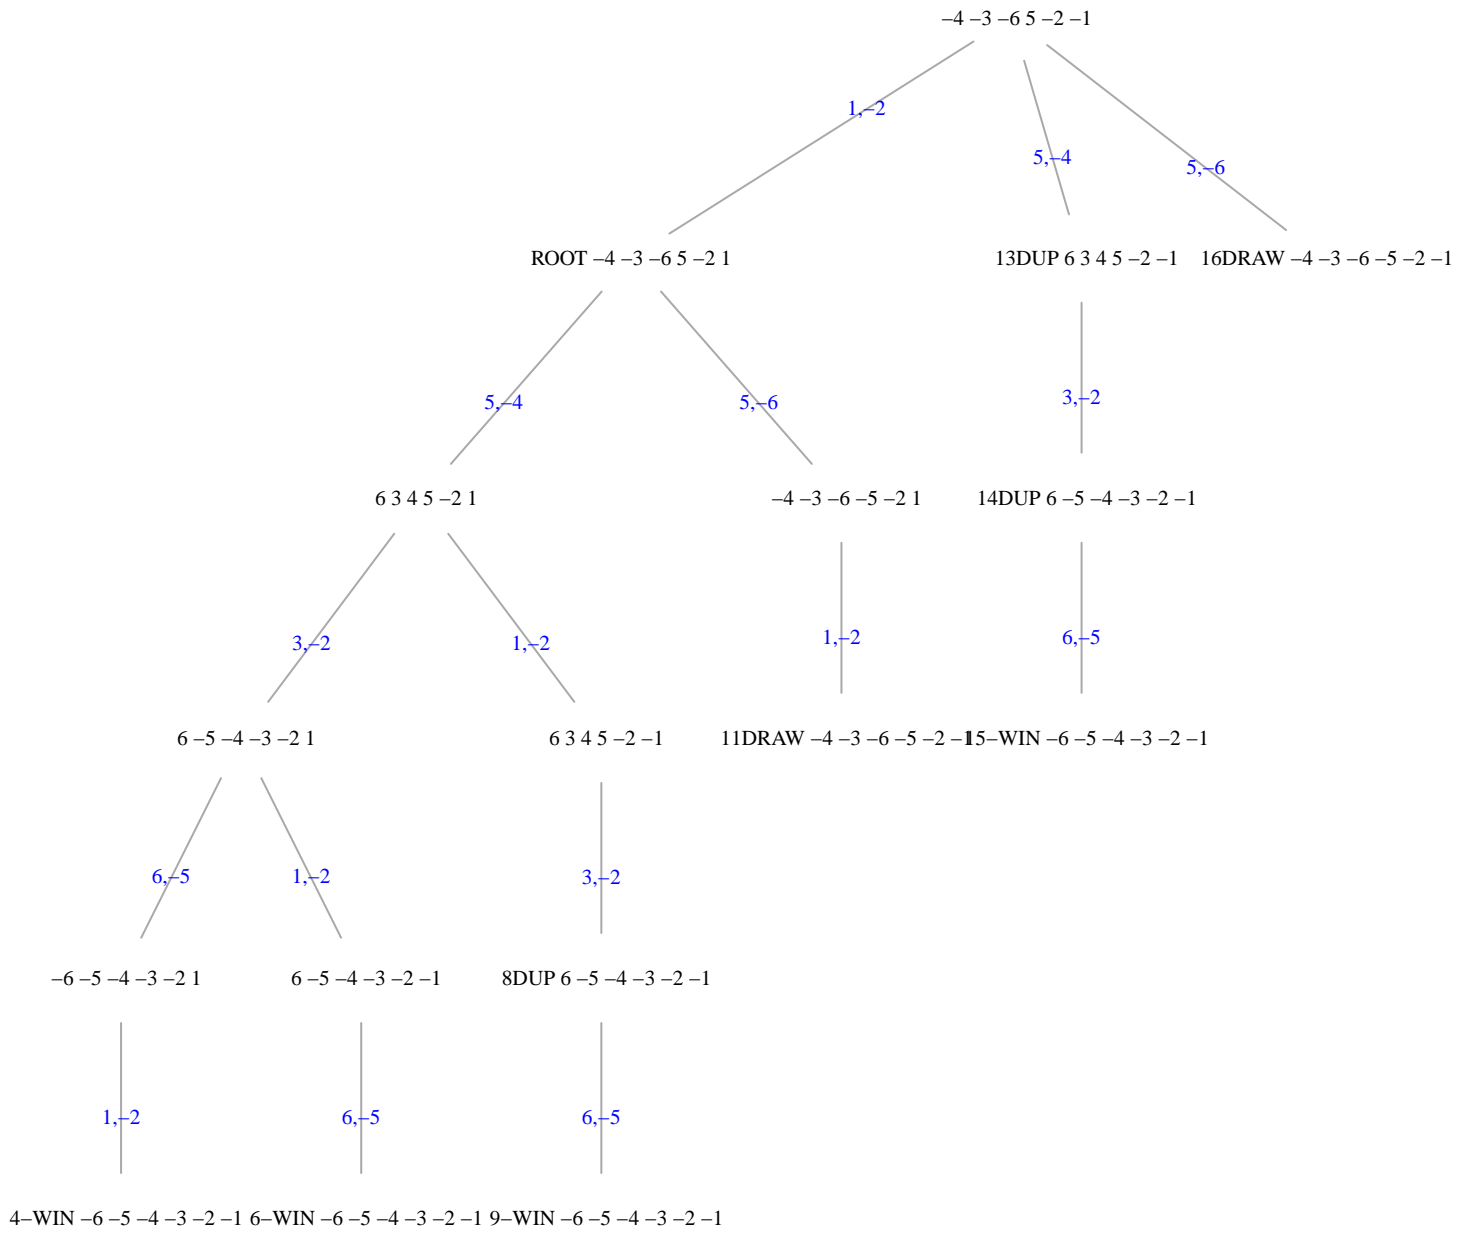 –4 –3 –6 5 –2 –1
1,–2
5,–4
5,–6
ROOT –4 –3 –6 5 –2 1
13DUP 6 3 4 5 –2 –1
16DRAW –4 –3 –6 –5 –2 –1
5,–4
5,–6
3,–2
6 3 4 5 –2 1
–4 –3 –6 –5 –2 1
14DUP 6 –5 –4 –3 –2 –1
3,–2
1,–2
1,–2
6,–5
6 –5 –4 –3 –2 1
6 3 4 5 –2 –1
11DRAW –4 –3 –6 –5 –2 –1
15–WIN –6 –5 –4 –3 –2 –1
6,–5
1,–2
3,–2
–6 –5 –4 –3 –2 1
6 –5 –4 –3 –2 –1
8DUP 6 –5 –4 –3 –2 –1
1,–2
6,–5
6,–5
4–WIN –6 –5 –4 –3 –2 –1
6–WIN –6 –5 –4 –3 –2 –1
9–WIN –6 –5 –4 –3 –2 –1